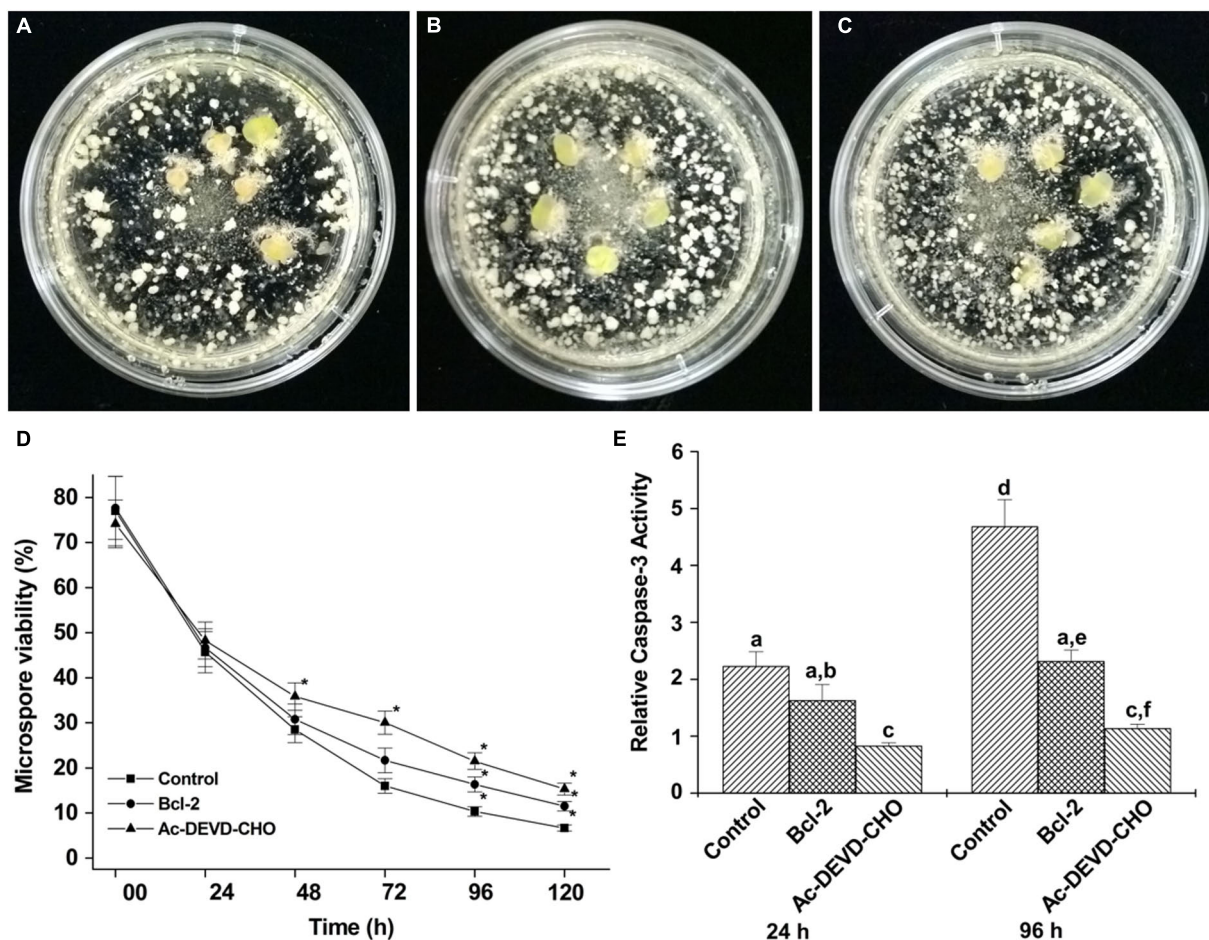 A
B
C
D
E
Microspore viability (%)
80
70
60
50
40
30
20
10
0
*
*
*
*
*
*
*
*
Control
Bcl-2
Ac-DEVD-CHO
00 24 48 72 96 120
Time (h)
Relative Caspase-3 Activity
6
5
4
3
2
1
0
a
a,b
c
d
a,e
c,f
Control
Bcl-2
Ac-DEVD-CHO
Control
Bcl-2
Ac-DEVD-CHO
24 h
96 h